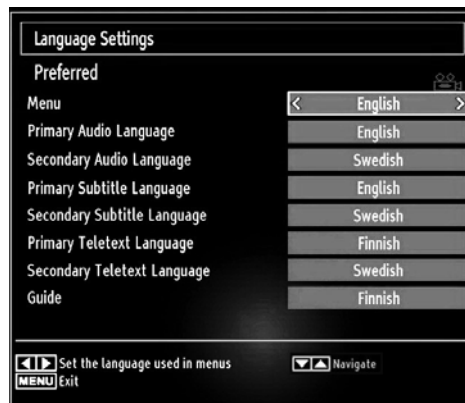 Language Settings
Preferred
Menu < English >
Primary Audio Language English
Secondary Audio Language Swedish
Primary Subtitle Language English
Secondary Subtitle Language Swedish
Primary Teletext Language Finnish
Secondary Teletext Language Swedish
Guide Finnish
Set the language used in menus Navigate
MENU Exit